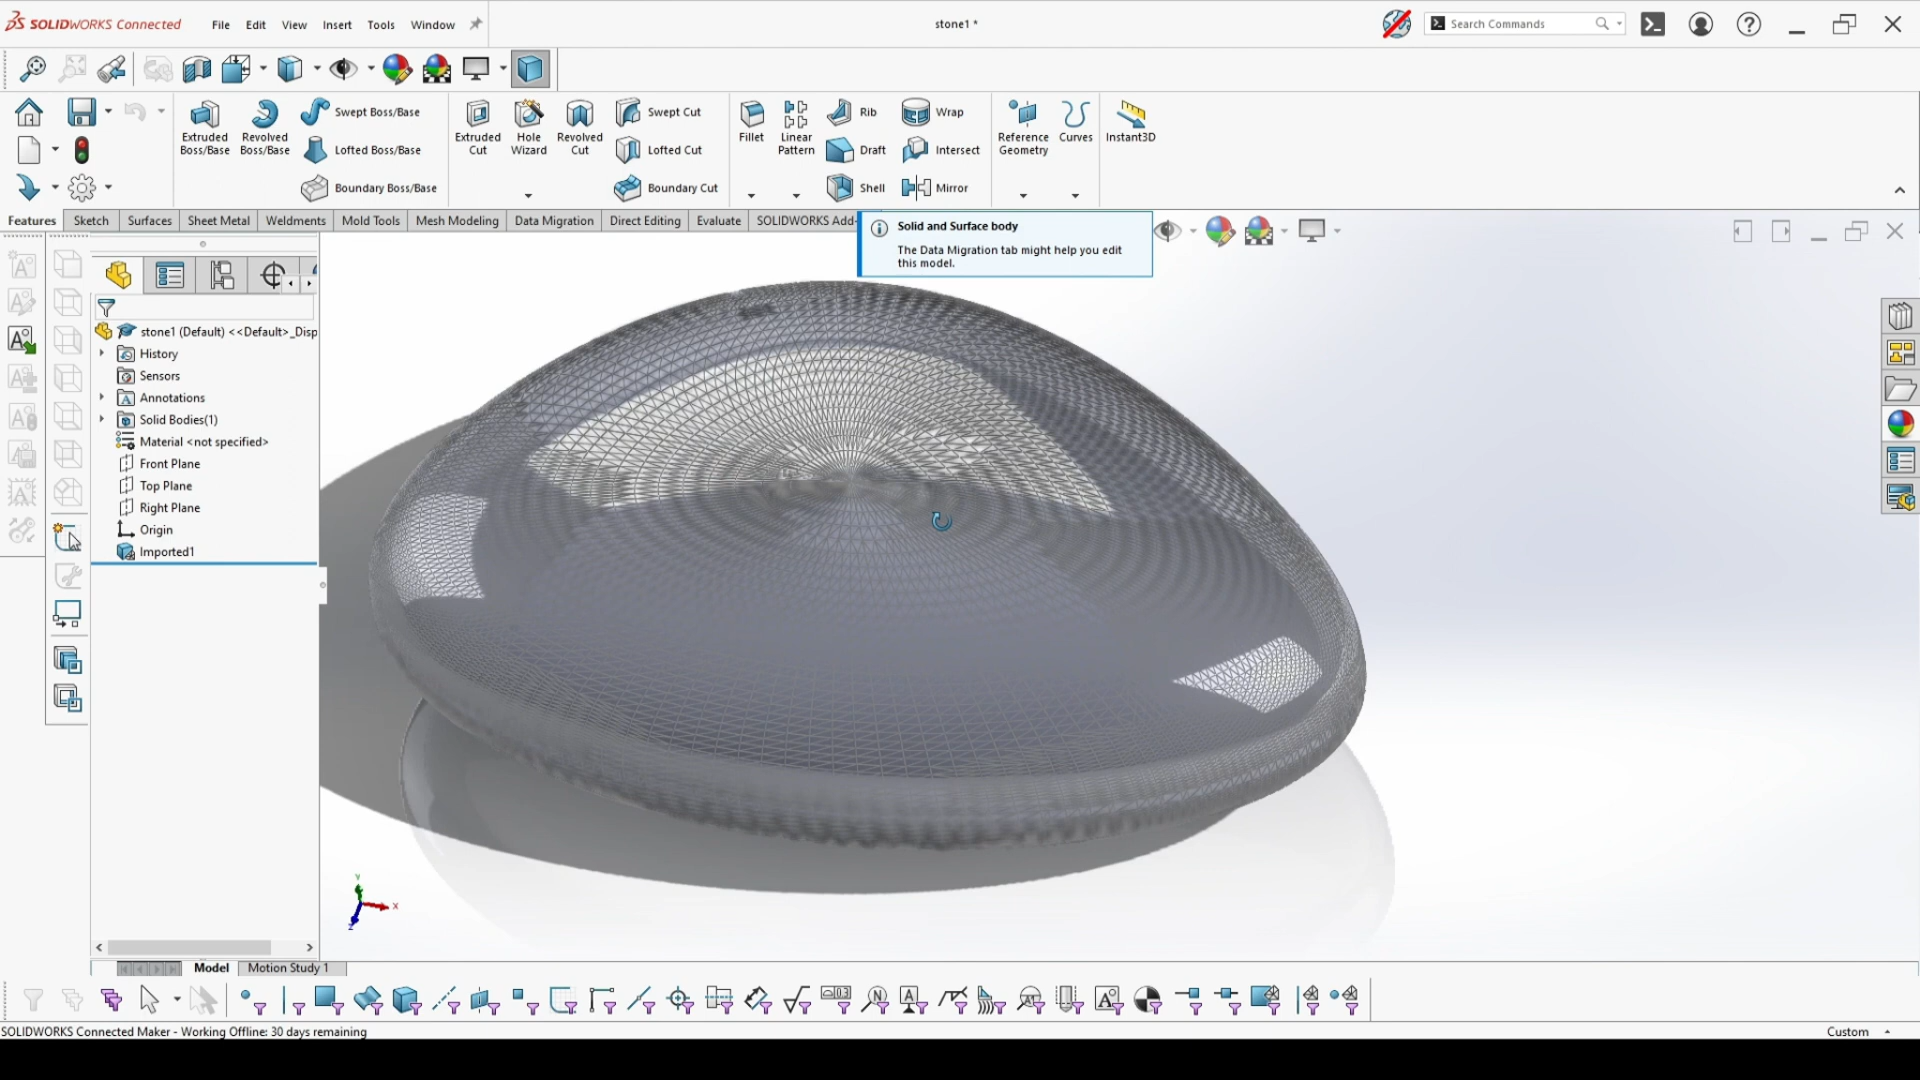 SOLIDWORKS Connected
File
Edit
View
Insert
Tools
Window
stone1 *
Search Commands
Extruded Boss/Base
Revolved Boss/Base
Swept Boss/Base
Lofted Boss/Base
Boundary Boss/Base
Extruded Cut
Hole Wizard
Revolved Cut
Swept Cut
Lofted Cut
Boundary Cut
Fillet
Linear Pattern
Rib
Draft
Shell
Wrap
Intersect
Mirror
Reference Geometry
Curves
Instant3D
Features
Sketch
Surfaces
Sheet Metal
Weldments
Mold Tools
Mesh Modeling
Data Migration
Direct Editing
Evaluate
SOLIDWORKS Add-
Solid and Surface body
The Data Migration tab might help you edit
this model.
stone1 (Default) <<Default>_Disp
History
Sensors
Annotations
Solid Bodies(1)
Material <not specified>
Front Plane
Top Plane
Right Plane
Origin
Imported1
Y
X
Z
Model
Motion Study 1
SOLIDWORKS Connected Maker - Working Offline: 30 days remaining
Custom